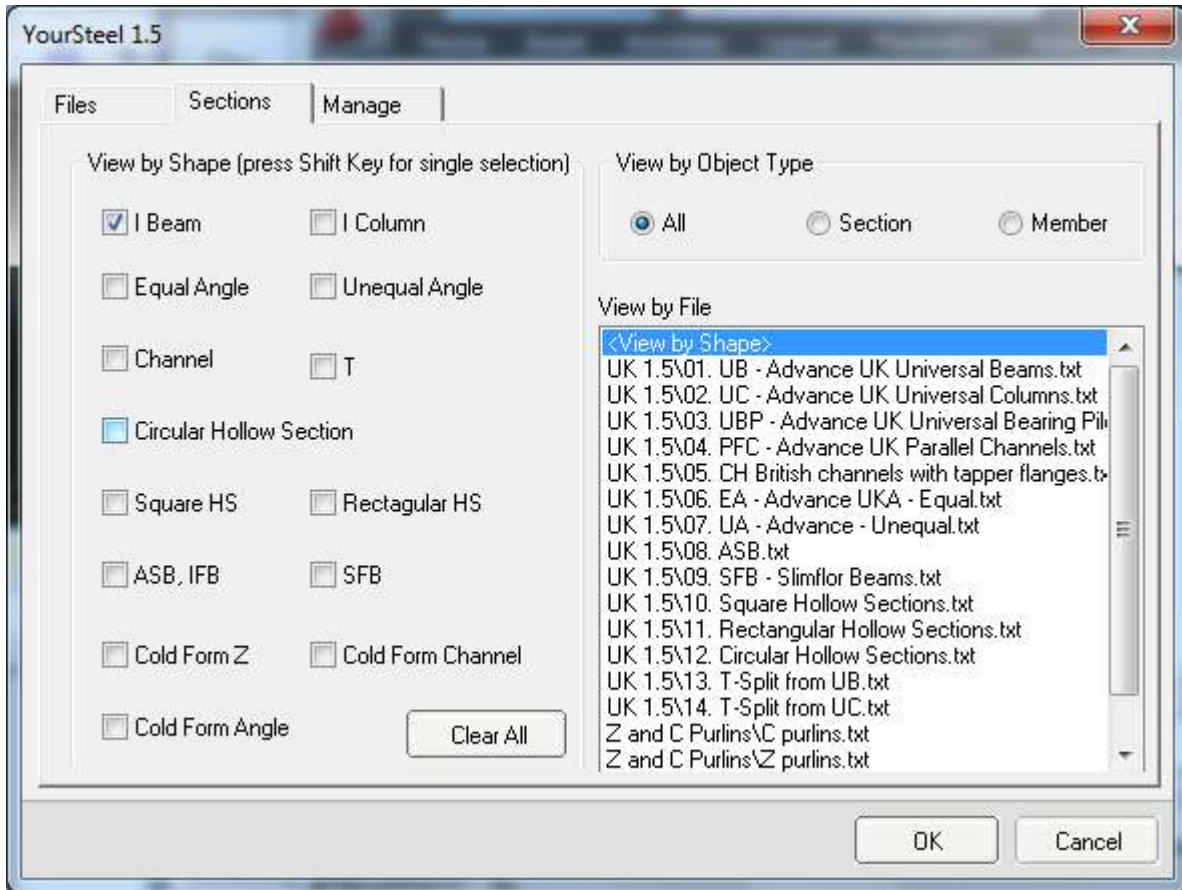 YourSteel 1.5
Files Sections Manage
View by Shape (press Shift Key for single selection)
I Beam I Column
Equal Angle Unequal Angle
Channel T
Circular Hollow Section
Square HS Rectagular HS
ASB, IFB SFB
Cold Form Z Cold Form Channel
Cold Form Angle Clear All
View by Object Type
All Section Member
View by File
<View by Shape>
UK 1.5\01. UB - Advance UK Universal Beams.txt
UK 1.5\02. UC - Advance UK Universal Columns.txt
UK 1.5\03. UBP - Advance UK Universal Bearing Pil
UK 1.5\04. PFC - Advance UK Parallel Channels.txt
UK 1.5\05. CH British channels with tapper flanges.t
UK 1.5\06. EA - Advance UKA - Equal.txt
UK 1.5\07. UA - Advance - Unequal.txt
UK 1.5\08. ASB.txt
UK 1.5\09. SFB - Slimflor Beams.txt
UK 1.5\10. Square Hollow Sections.txt
UK 1.5\11. Rectangular Hollow Sections.txt
UK 1.5\12. Circular Hollow Sections.txt
UK 1.5\13. T-Split from UB.txt
UK 1.5\14. T-Split from UC.txt
Z and C Purlins\C purlins.txt
Z and C Purlins\Z purlins.txt
OK Cancel